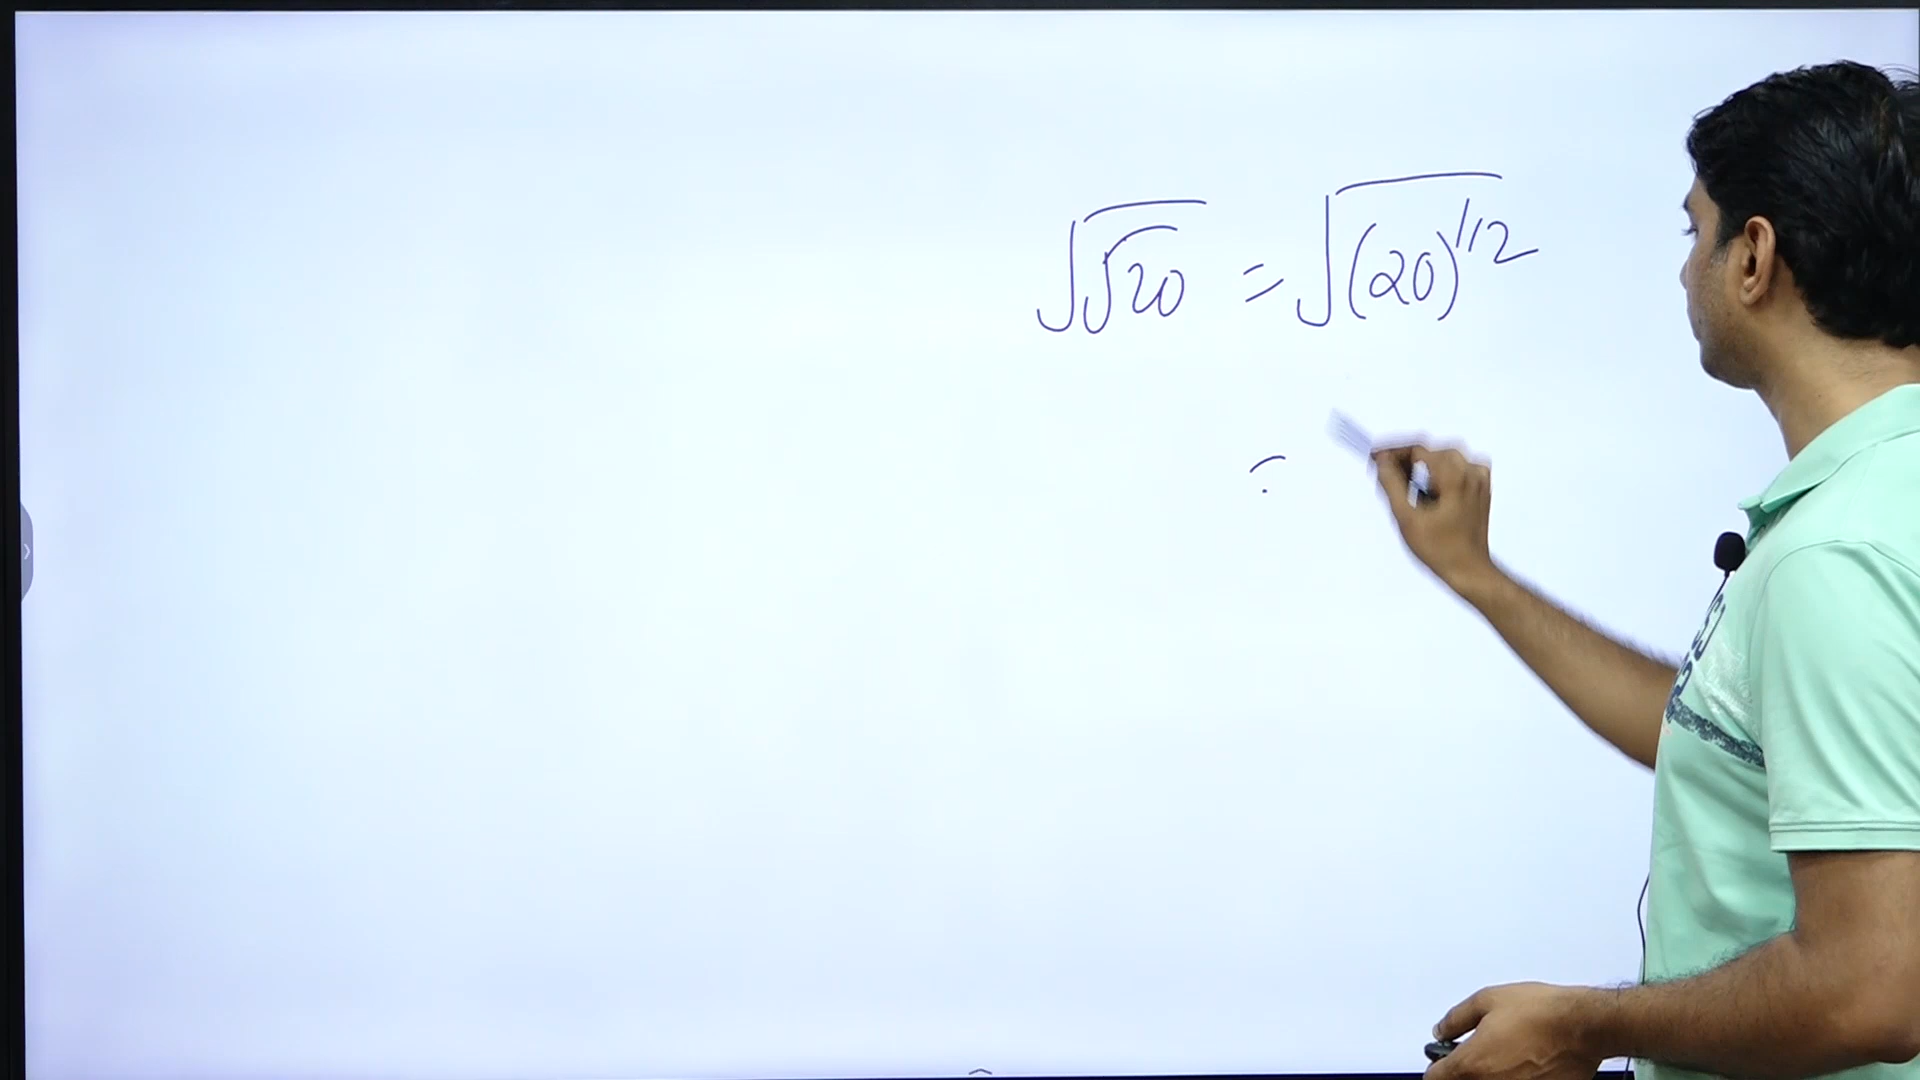 √√20 = √(20)^1/2
=